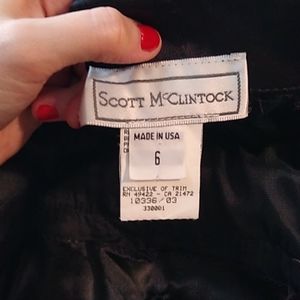 SCOTT McCLINTOCK
MADE IN USA
6
EXCLUSIVE OF TRIM
RN 49422 - CA 21472
10336/03
330001